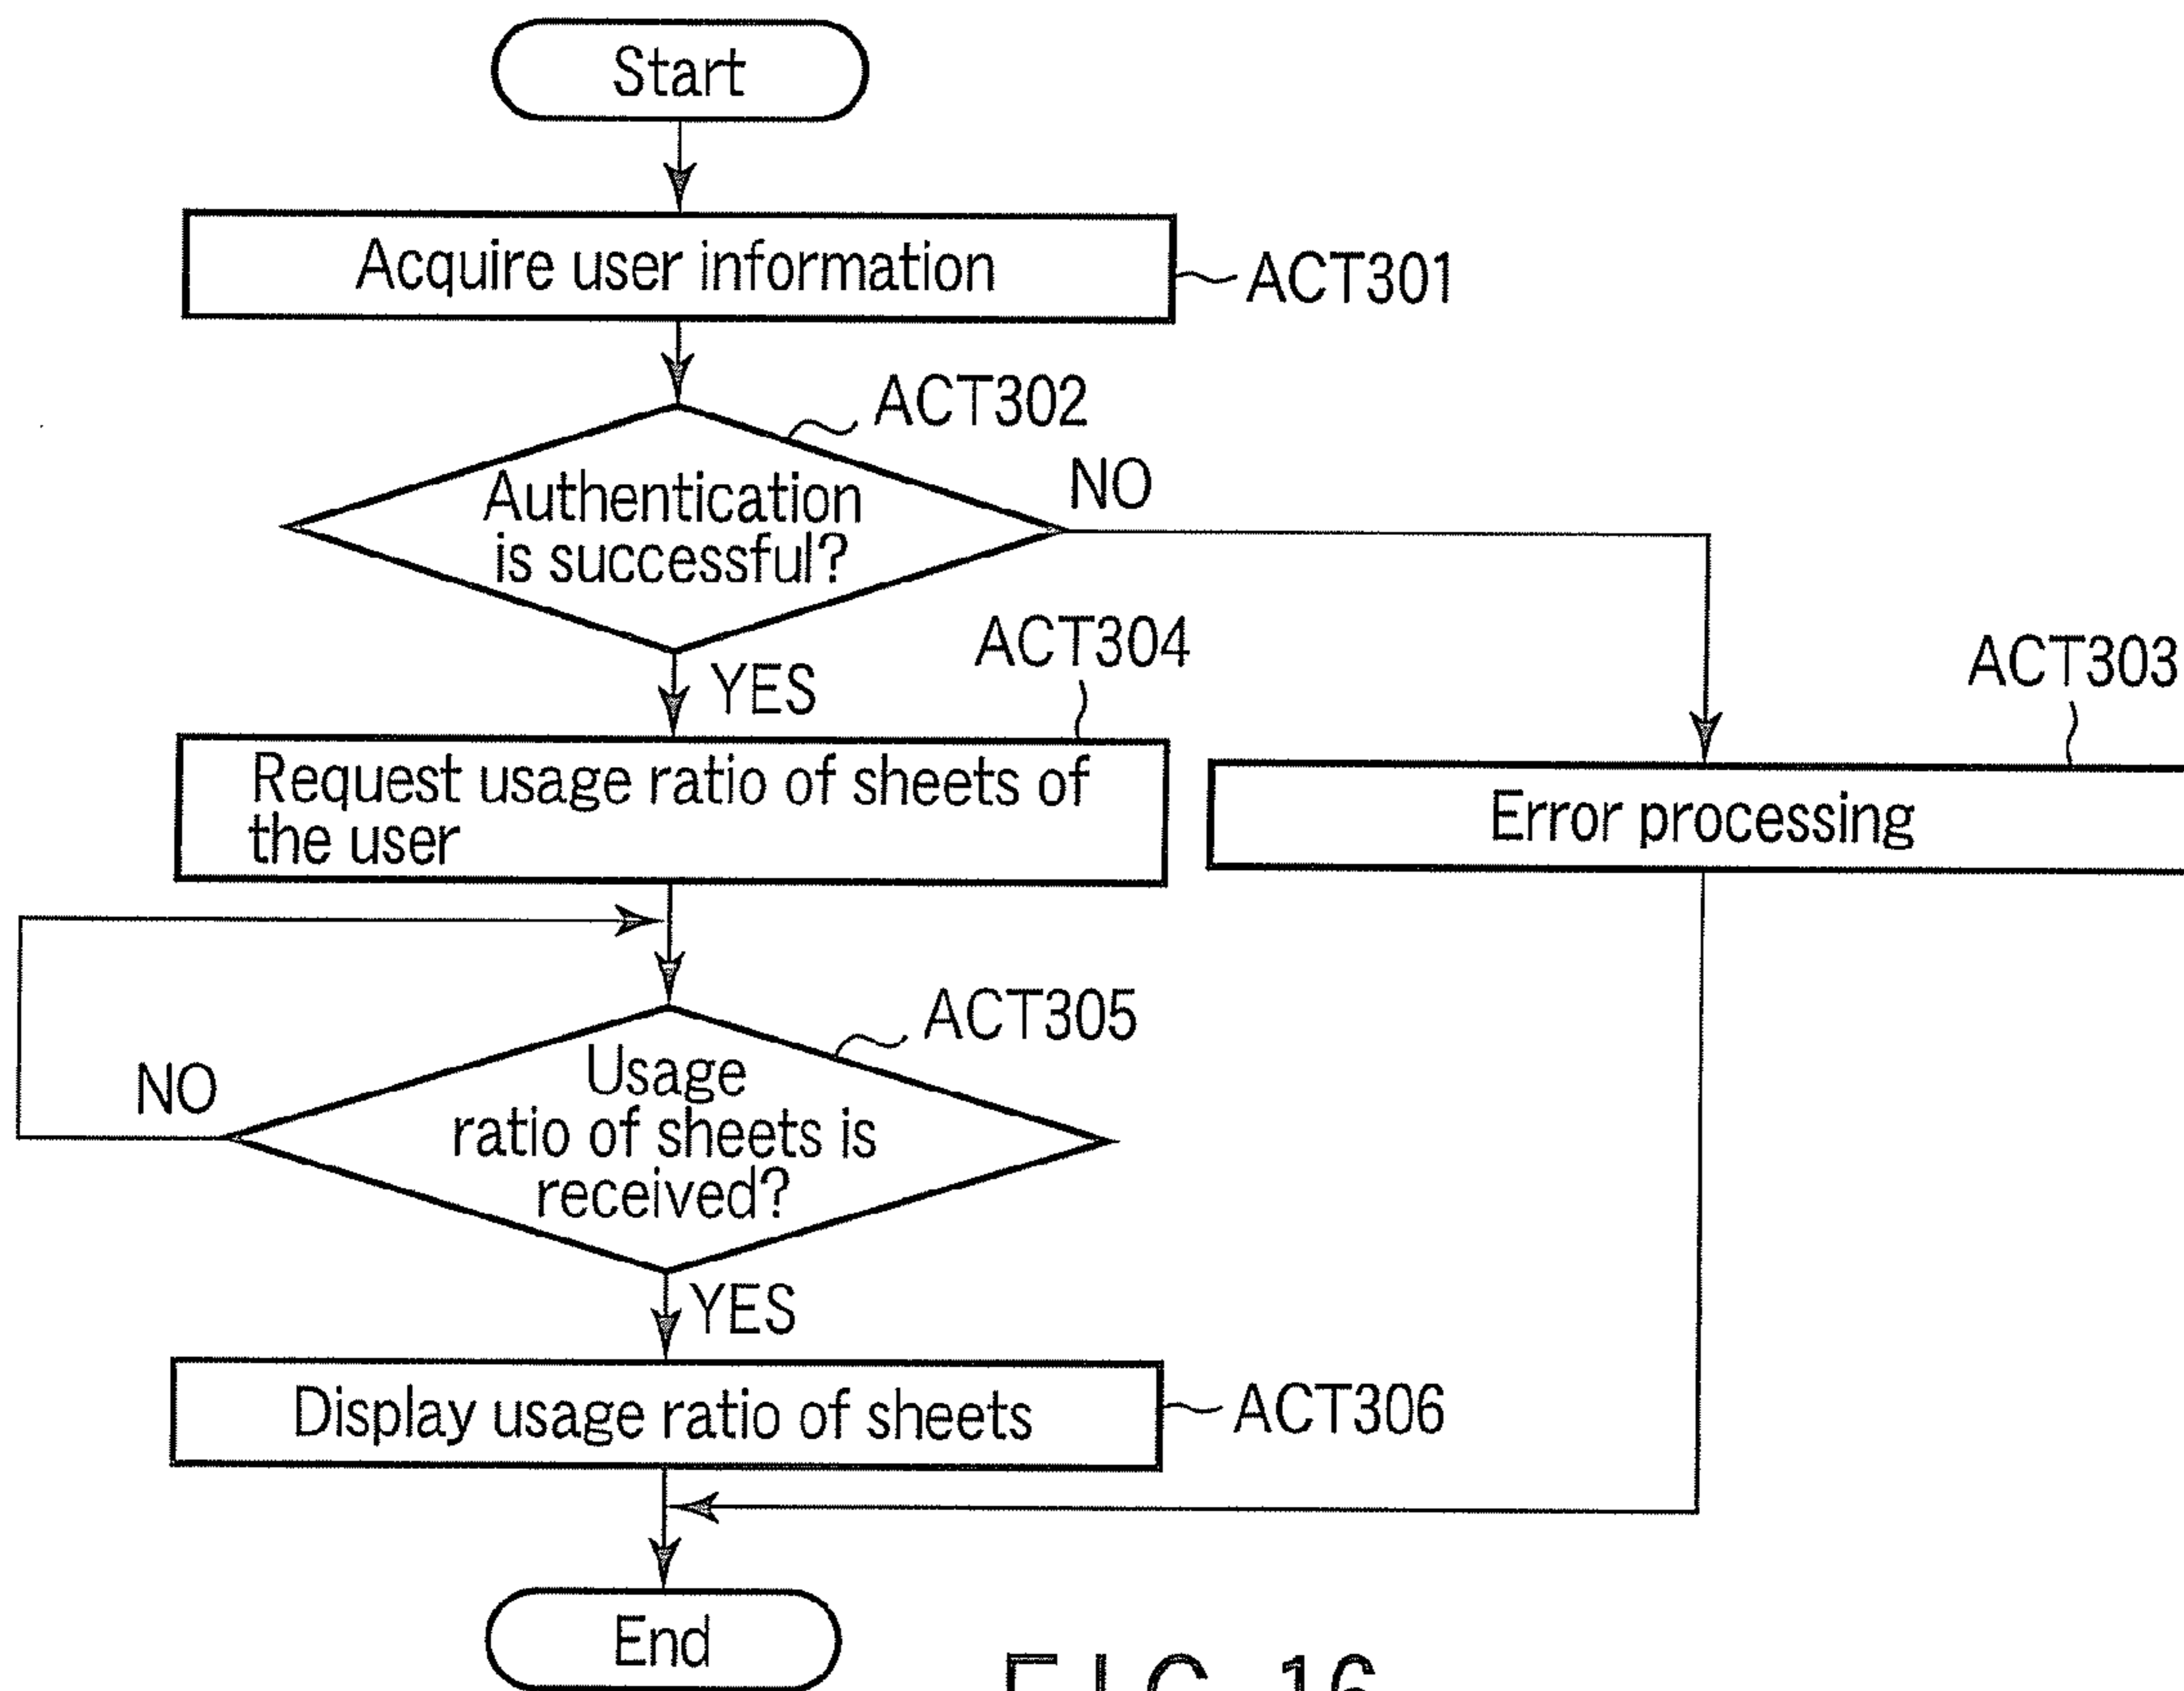 Start
Acquire user information
ACT301
ACT302
Authentication
is successful?
NO
YES
ACT304
ACT303
Request usage ratio of sheets of
the user
Error processing
ACT305
Usage
ratio of sheets is
received?
NO
YES
Display usage ratio of sheets
ACT306
End
FIG. 16